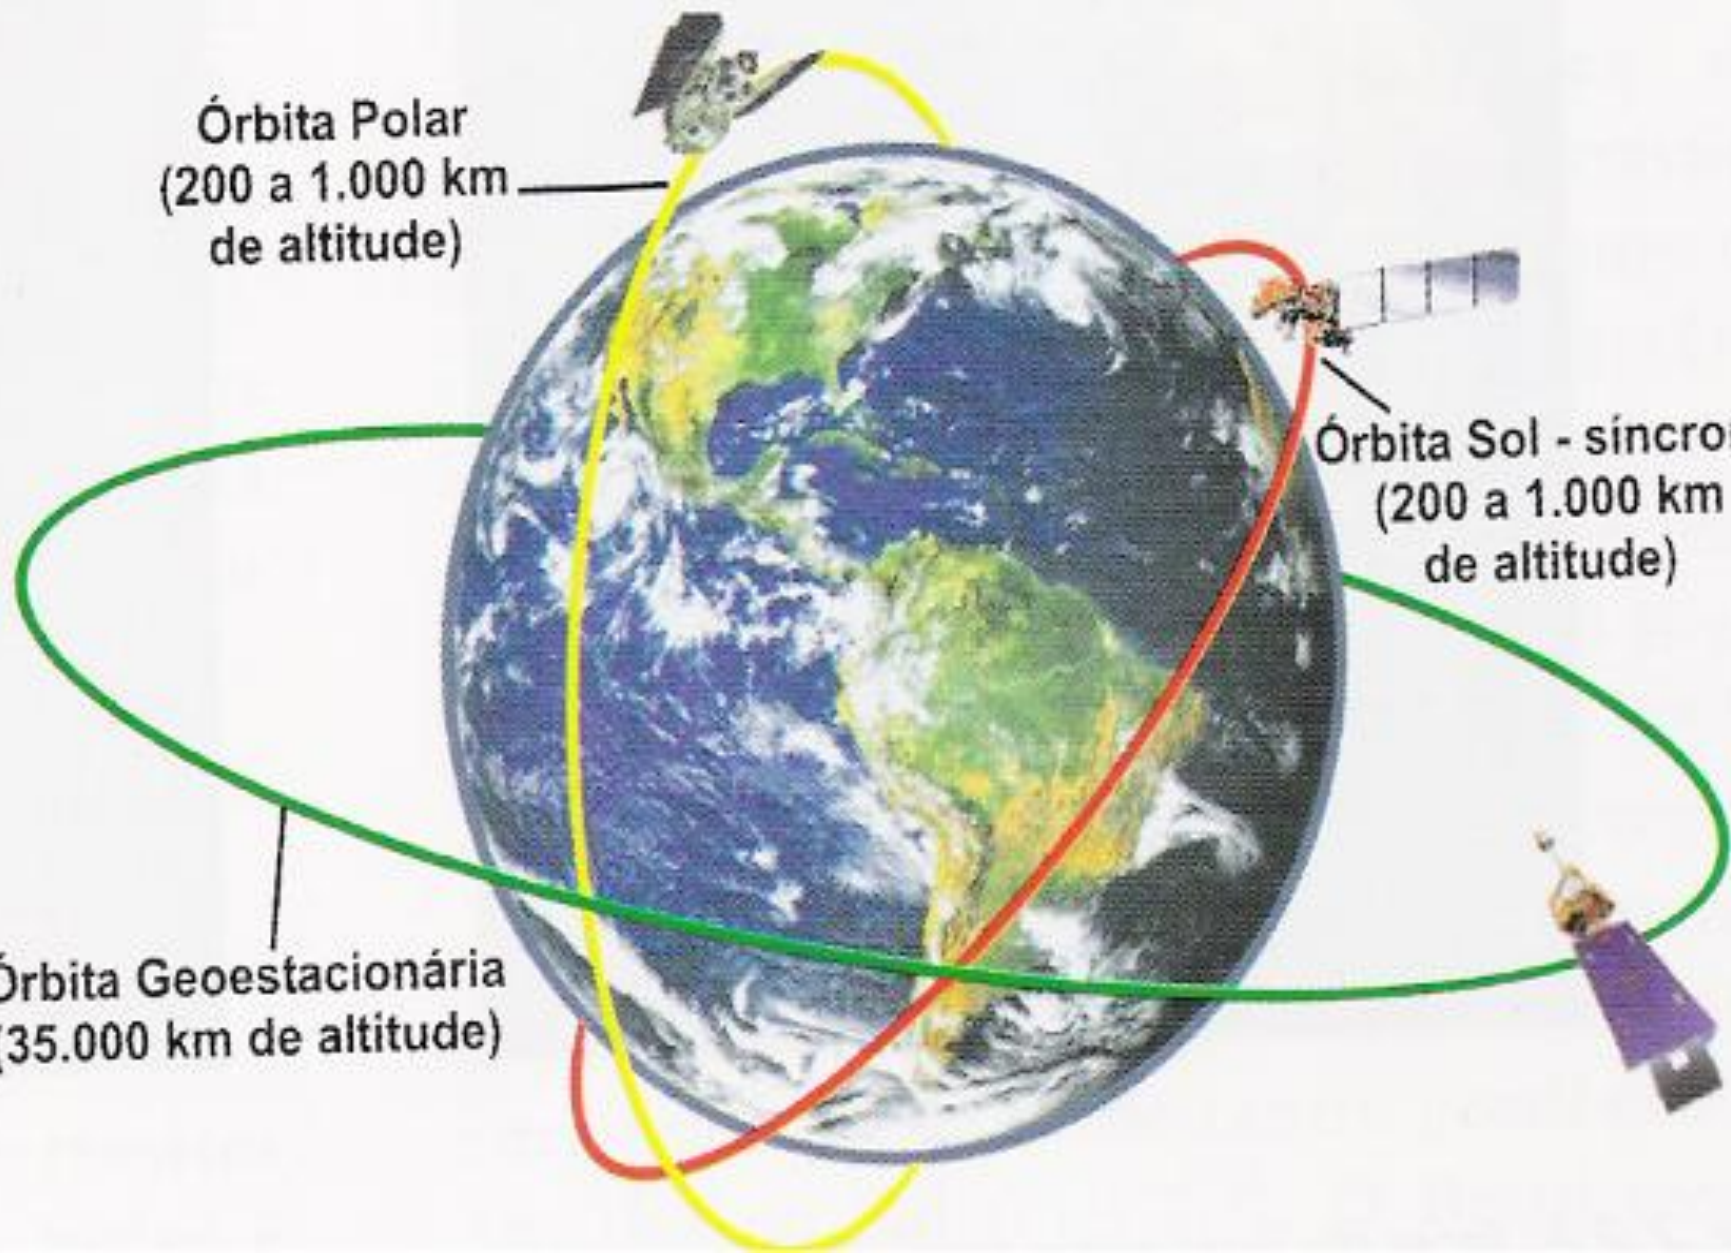 Órbita Polar
(200 a 1.000 km
de altitude)
Órbita Sol - síncro
(200 a 1.000 km
de altitude)
Órbita Geoestacionária
(35.000 km de altitude)